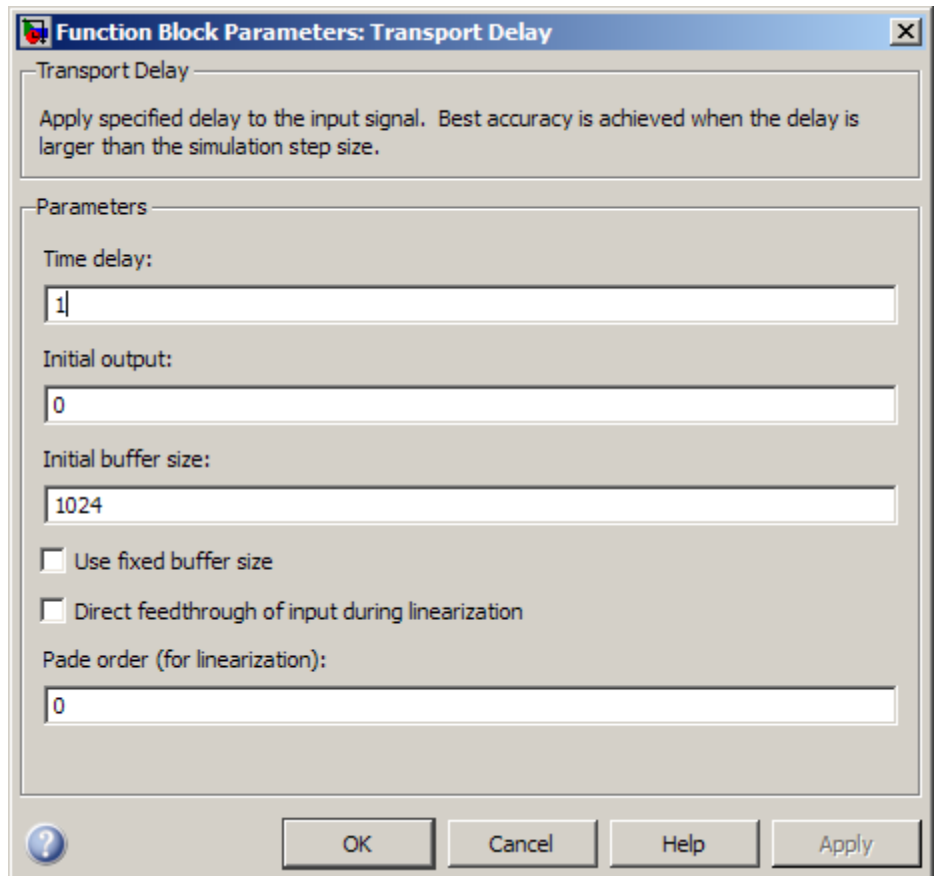 Function Block Parameters: Transport Delay
Transport Delay
Apply specified delay to the input signal.  Best accuracy is achieved when the delay is
larger than the simulation step size.
Parameters
Time delay:
1
Initial output:
0
Initial buffer size:
1024
Use fixed buffer size
Direct feedthrough of input during linearization
Pade order (for linearization):
0
?
OK
Cancel
Help
Apply